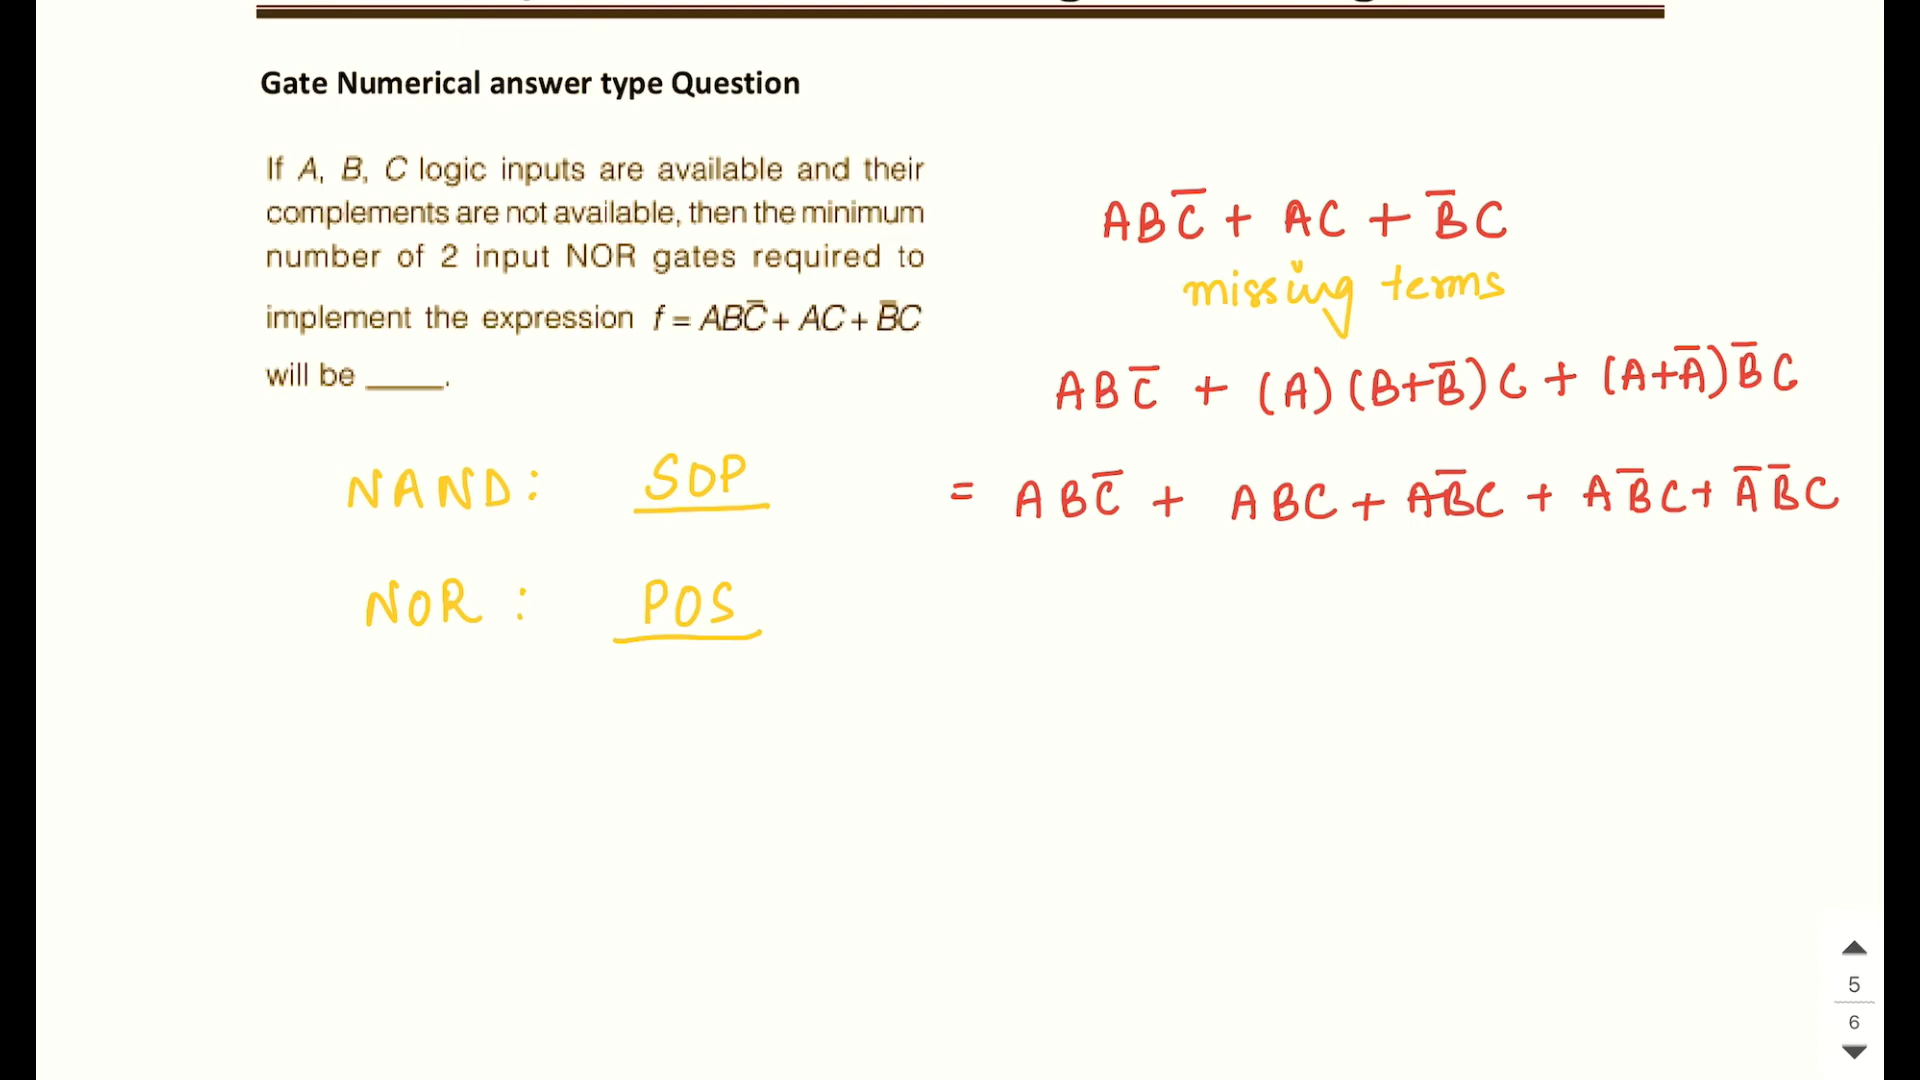 Gate Numerical answer type Question
If A, B, C logic inputs are available and their
complements are not available, then the minimum
number of 2 input NOR gates required to
implement the expression f = ABC̅ + AC + B̅C
will be _____.
ABC̅ + AC + B̅C
missing terms
ABC̅ + (A)(B+B̅)C + (A+A̅)B̅C
= ABC̅ + ABC + AB̅C + AB̅C + A̅B̅C
NAND : SOP
NOR : POS
5
6